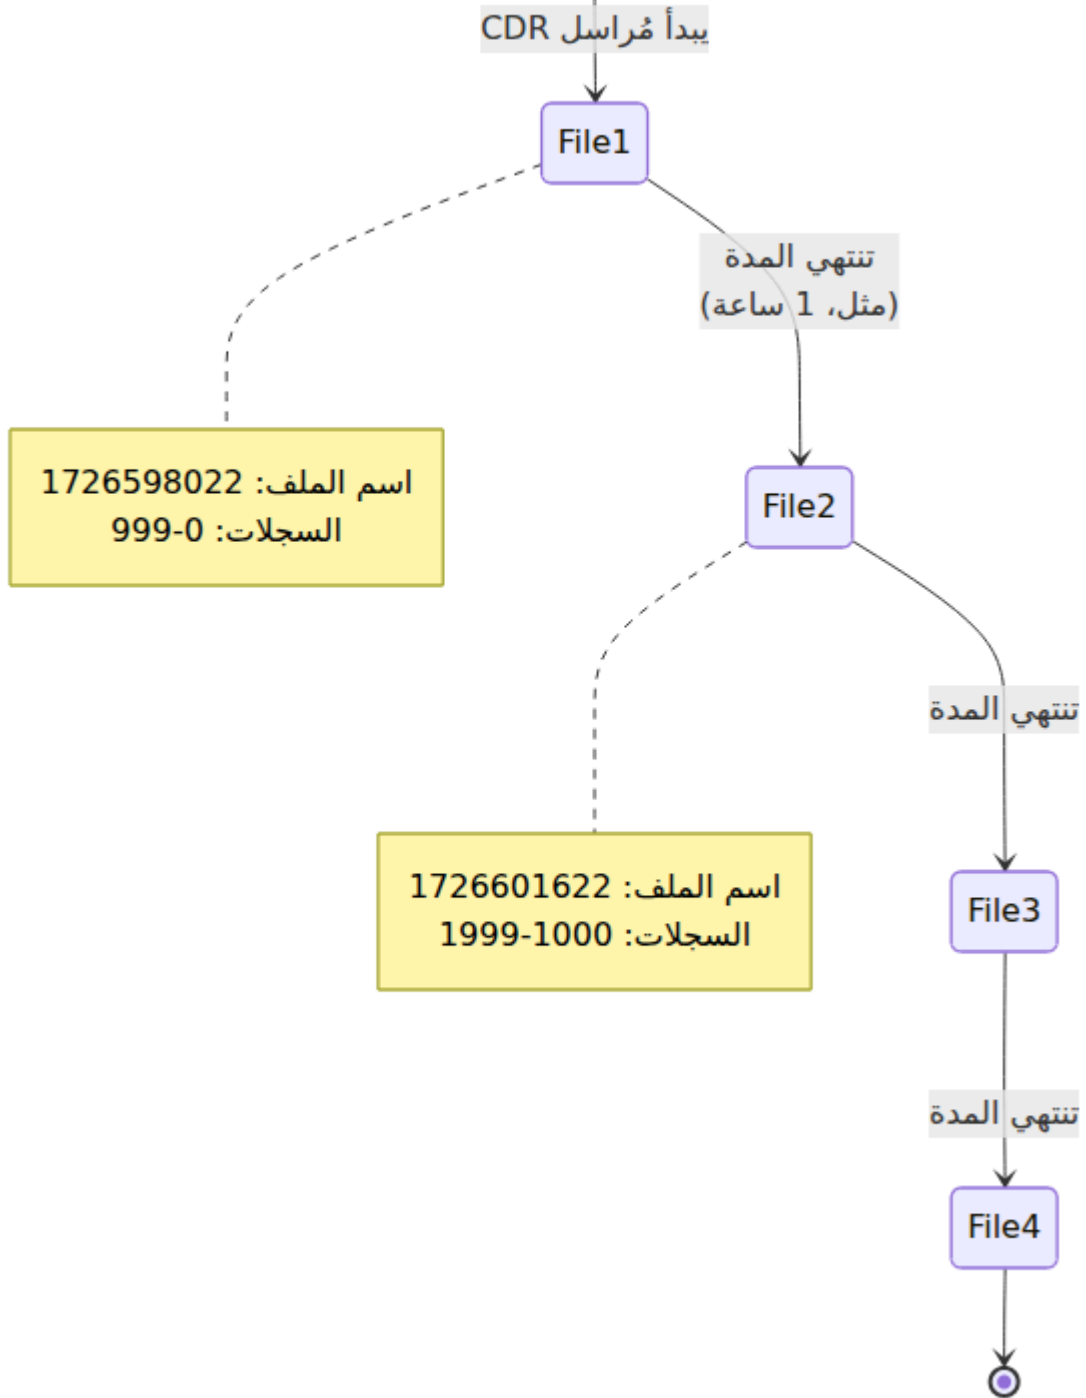 يبدأ مُراسل CDR
File1
تنتهي المدة
(مثل، 1 ساعة)
اسم الملف: 1726598022
السجلات: 0-999
File2
تنتهي المدة
اسم الملف: 1726601622
السجلات: 1000-1999
File3
تنتهي المدة
File4